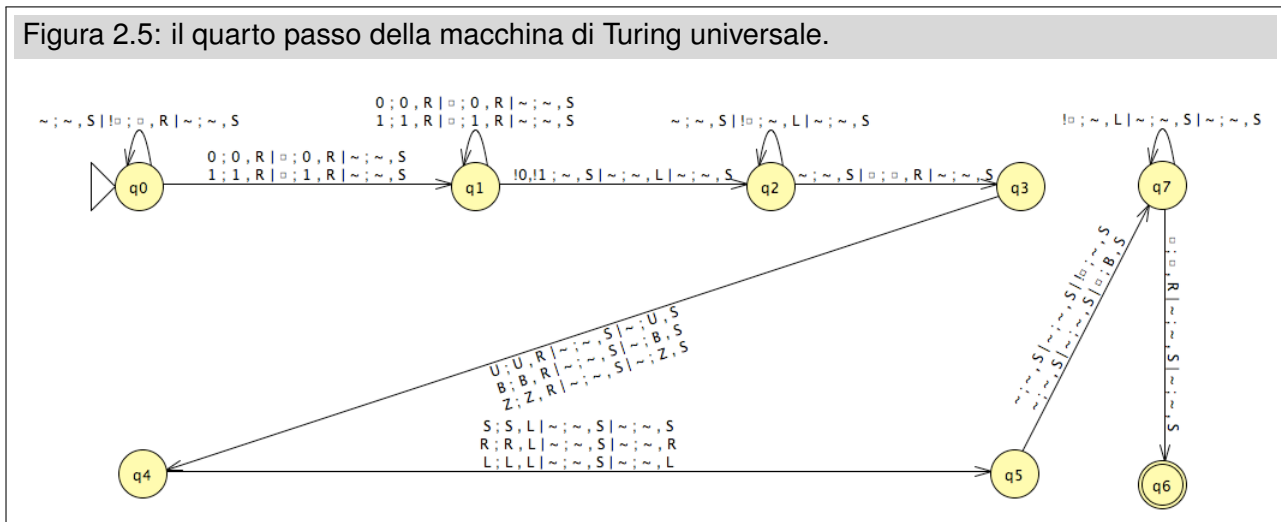 Figura 2.5: il quarto passo della macchina di Turing universale.
0;0,R|□;0,R|~;~,S
1;1,R|□;1,R|~;~,S
~;~,S|!□;□,R|~;~,S
~;~,S|!□;~,L|~;~,S
!□;~,L|~;~,S|~;~,S
0;0,R|□;0,R|~;~,S
1;1,R|□;1,R|~;~,S
!0,!1;~,S|~;~,L|~;~,S
~;~,S|□;□,R|~;~,S
q0
q1
q2
q3
q7
~;~,S|~;~,S|!□;~,S
~;~,S|~;~,S|□;B,S
□;□,R|~;~,S|~;~,S
U;U,R|~;~,S|~;U,S
B;B,R|~;~,S|~;B,S
Z;Z,R|~;~,S|~;Z,S
S;S,L|~;~,S|~;~,S
R;R,L|~;~,S|~;~,R
L;L,L|~;~,S|~;~,L
q4
q5
q6